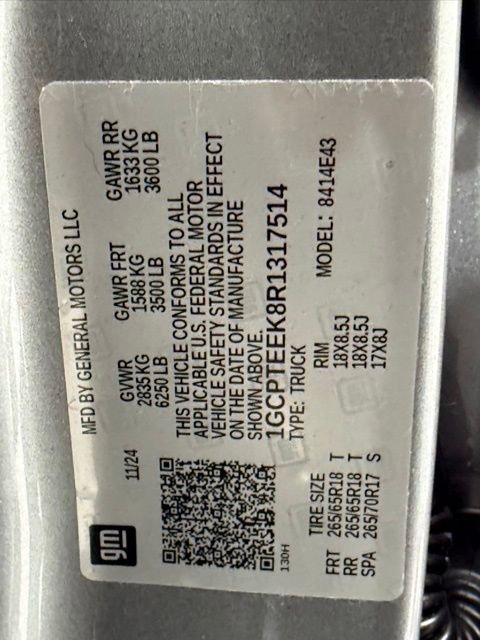 gm
MFD BY GENERAL MOTORS LLC
11/24
GVWR GAWR FRT GAWR RR
2835 KG 1588 KG 1633 KG
6250 LB 3500 LB 3600 LB
THIS VEHICLE CONFORMS TO ALL
APPLICABLE U.S. FEDERAL MOTOR
VEHICLE SAFETY STANDARDS IN EFFECT
ON THE DATE OF MANUFACTURE
SHOWN ABOVE.
1GCPTEEK8R1317514
TYPE: TRUCK MODEL: 8414E43
130H
TIRE SIZE RIM
FRT 265/65R18 T 18X8.5J
RR 265/65R18 T 18X8.5J
SPA 265/70R17 S 17X8J